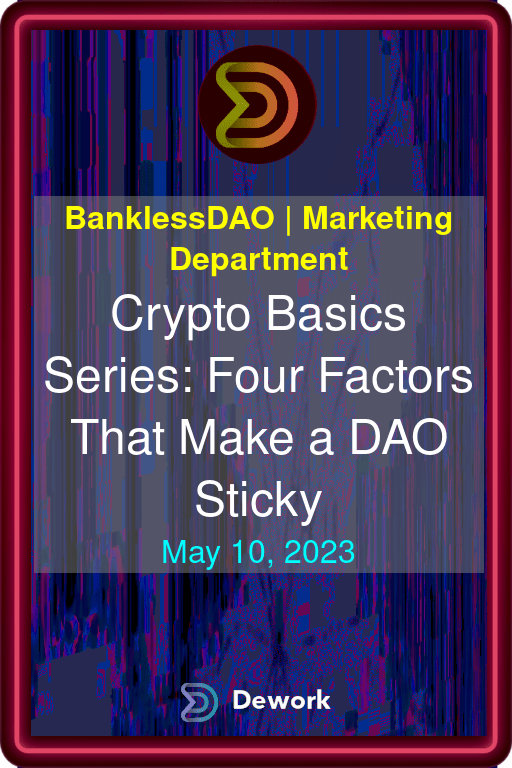 BanklessDAO | Marketing
Department
Crypto Basics
Series: Four Factors
That Make a DAO
Sticky
May 10, 2023
Dework